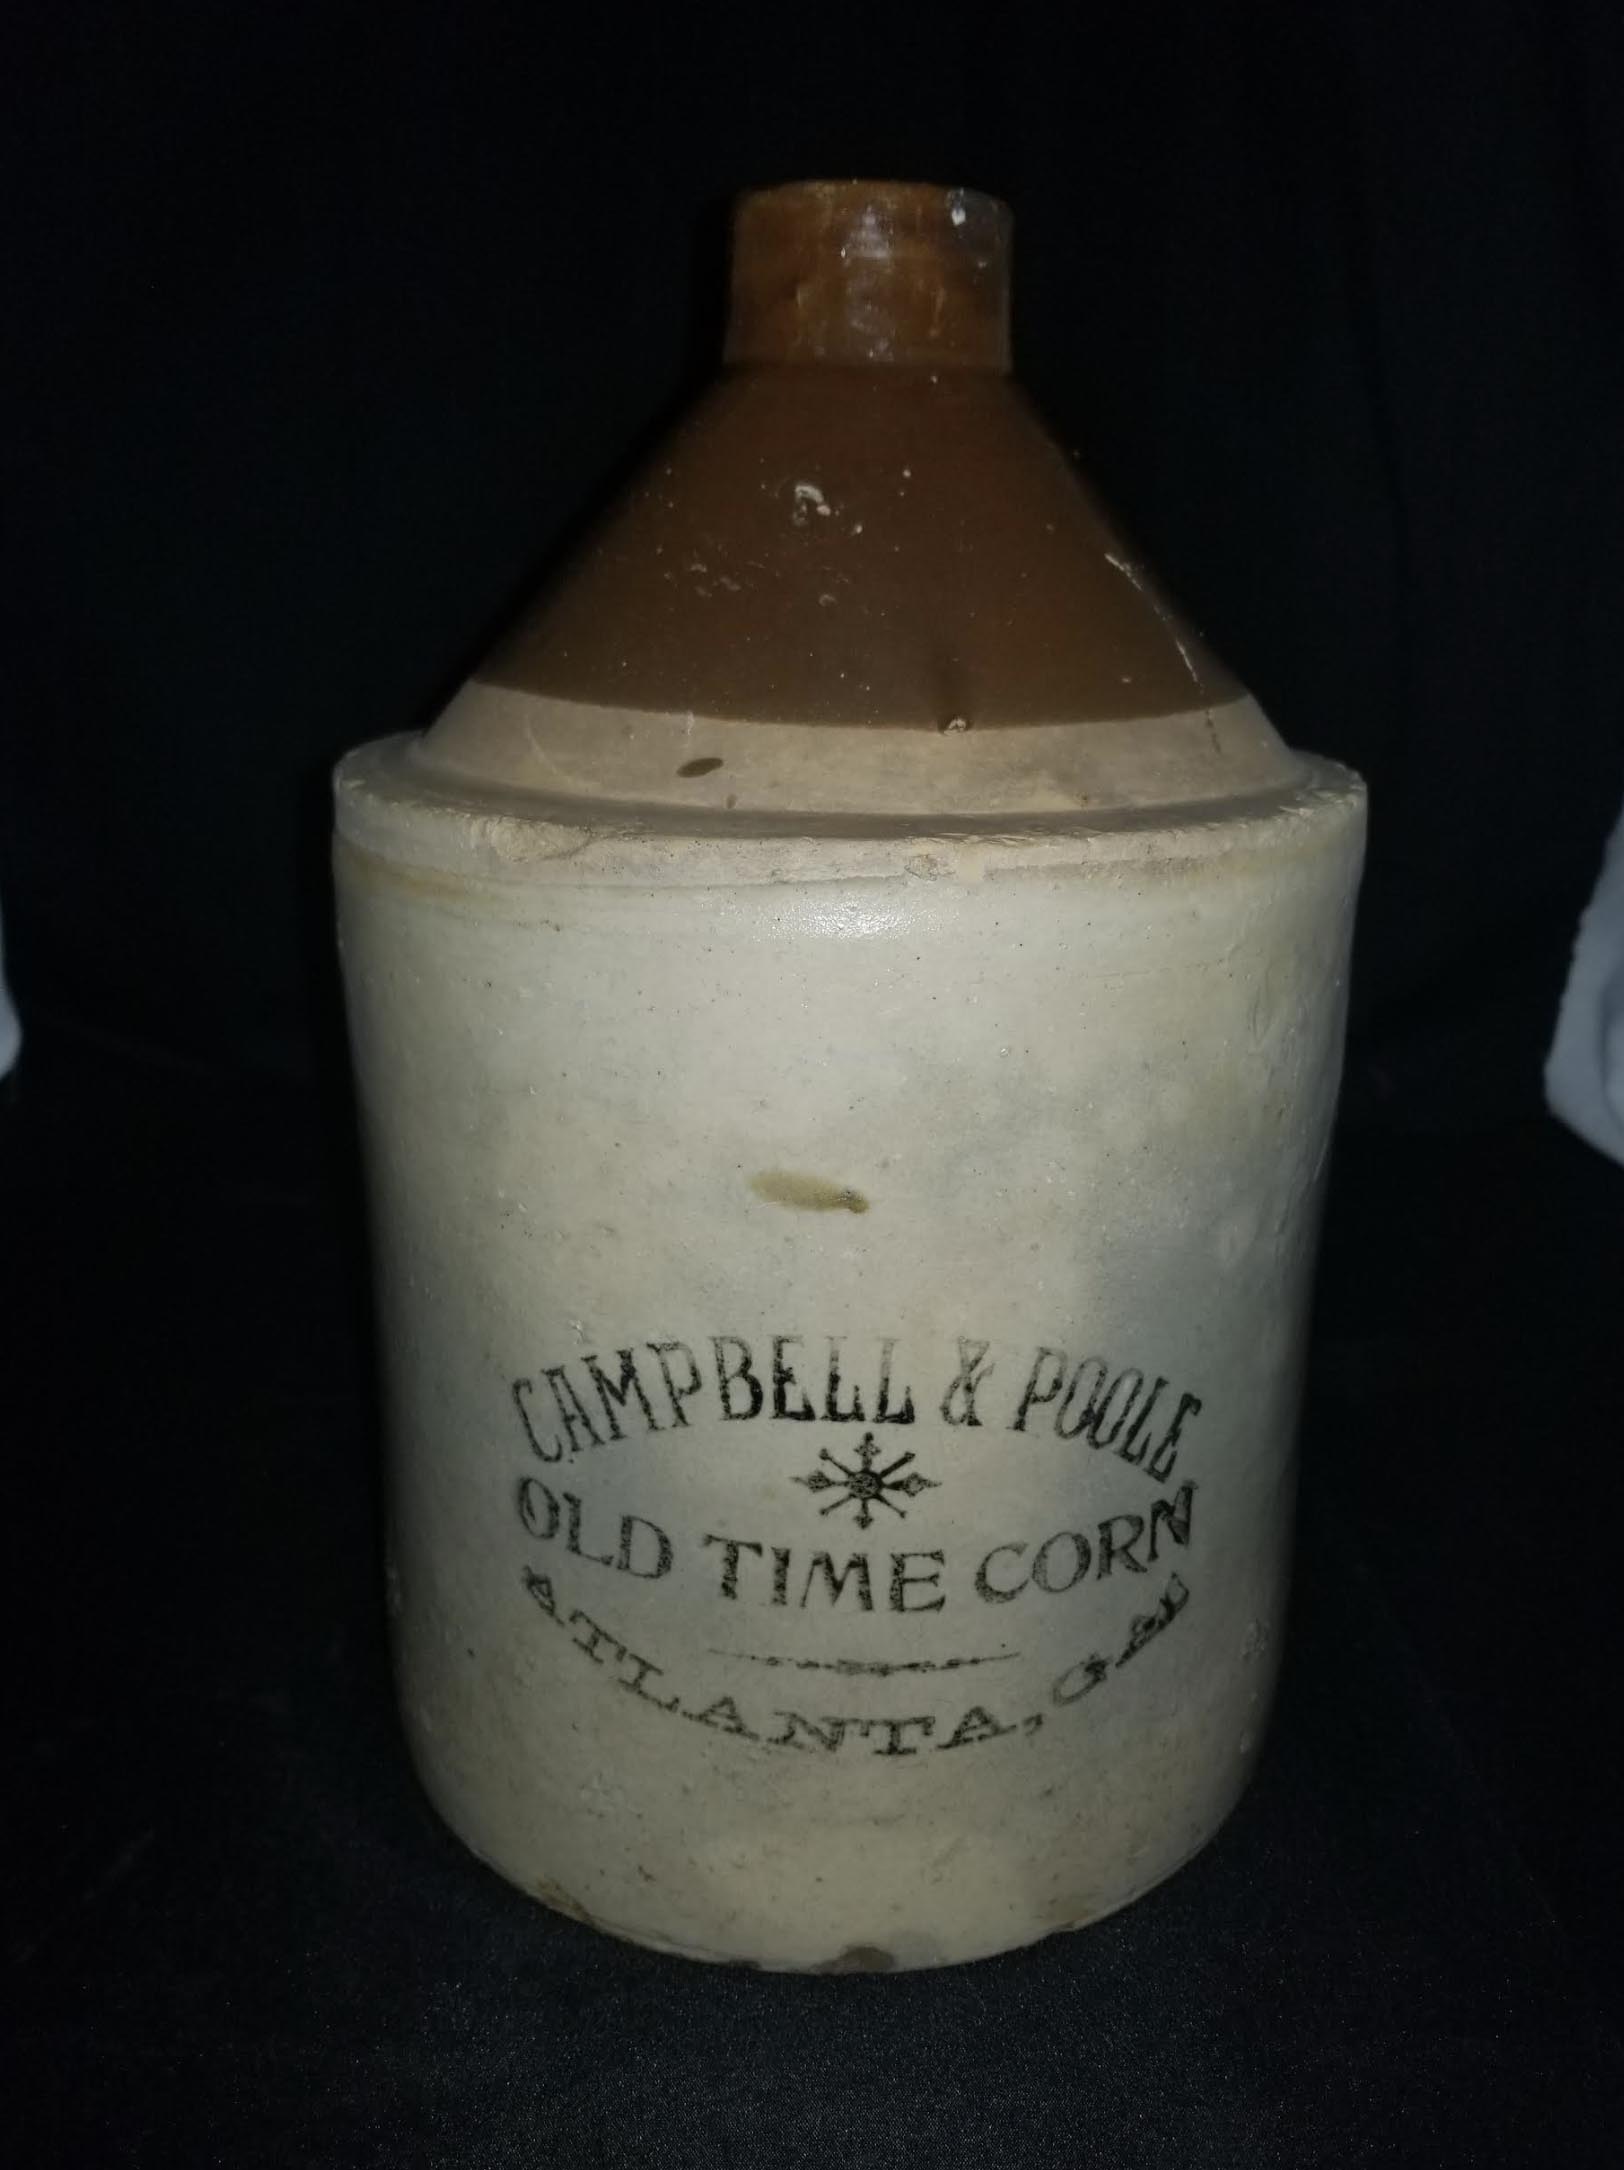 CAMPBELL & POOLE
OLD TIME CORN
ATLANTA, GA.